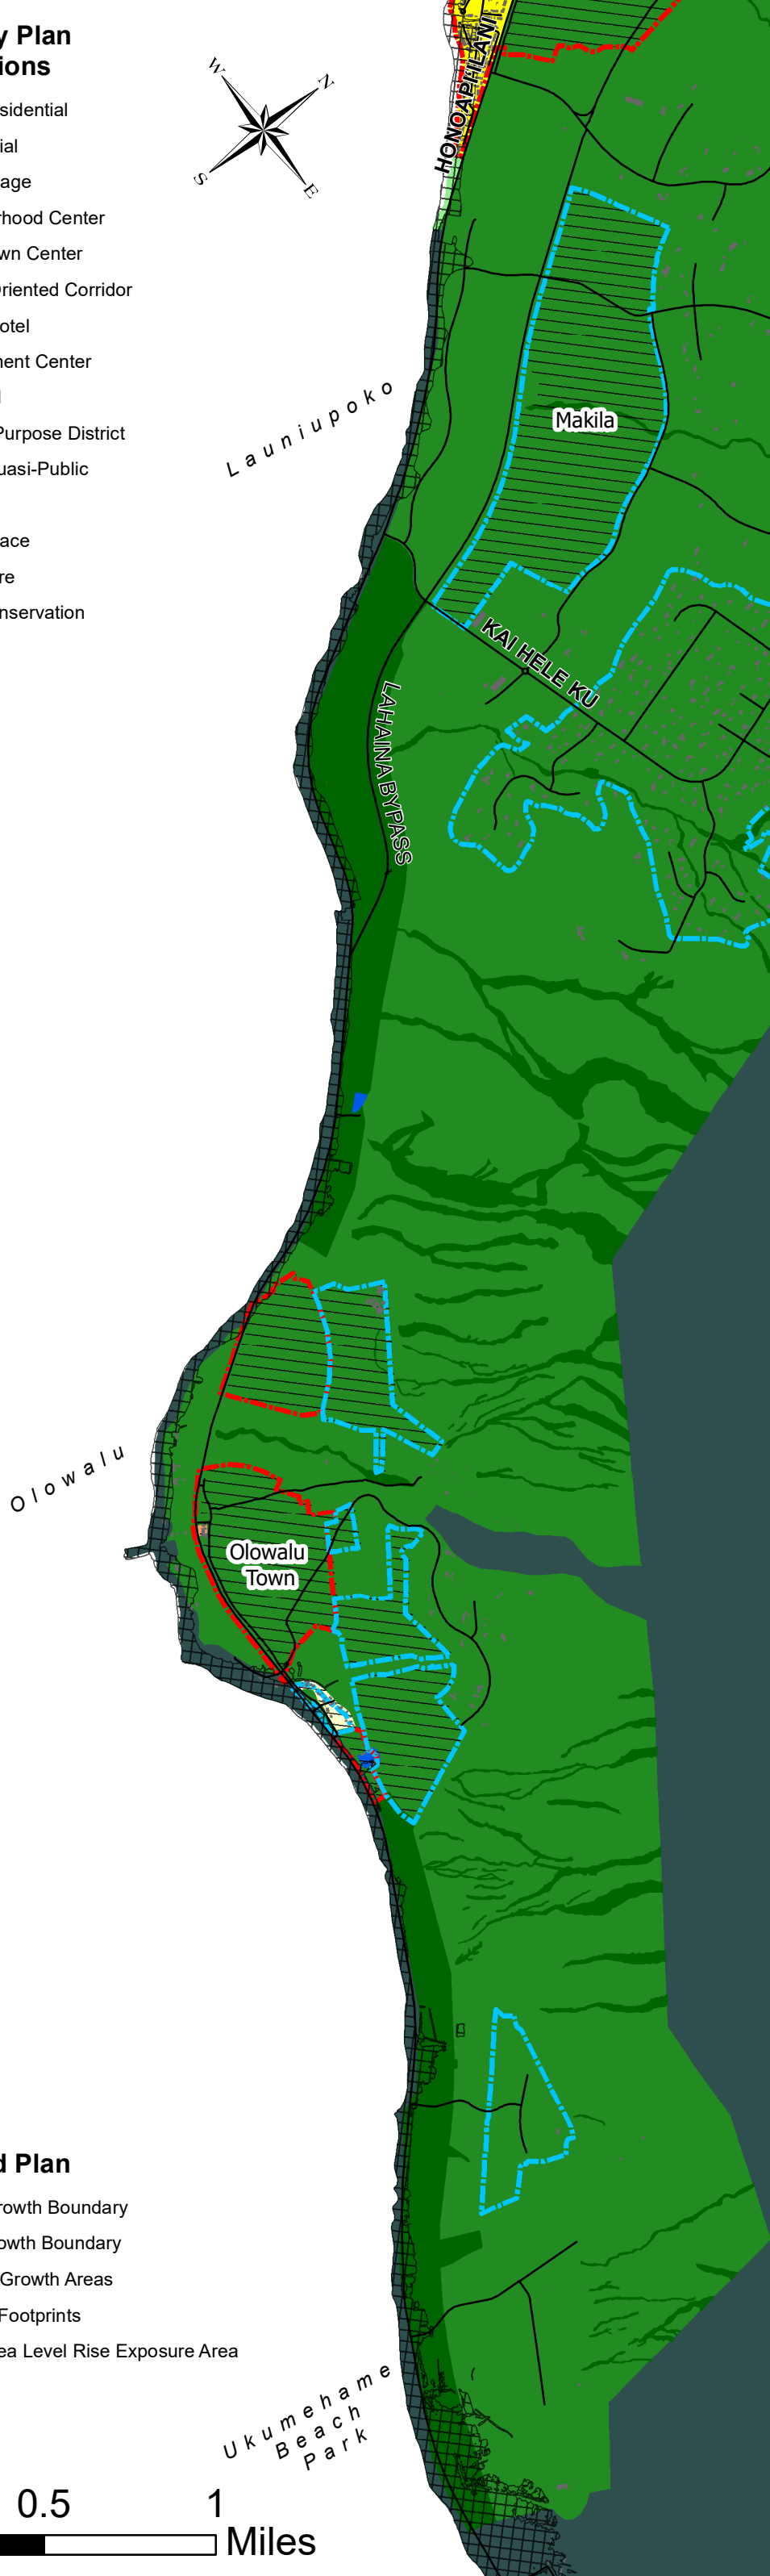 y Plan
ions
sidential
ial
age
rhood Center
wn Center
Oriented Corridor
otel
ment Center
l
Purpose District
uasi-Public
ace
re
nservation
W
N
S
E
HONOAPIILANI
Launiupoko
Makila
KAI HELE KU
LAHAINA BYPASS
Olowalu
Olowalu
Town
d Plan
rowth Boundary
owth Boundary
Growth Areas
Footprints
ea Level Rise Exposure Area
Ukumehame
Beach
Park
0.5
1
Miles